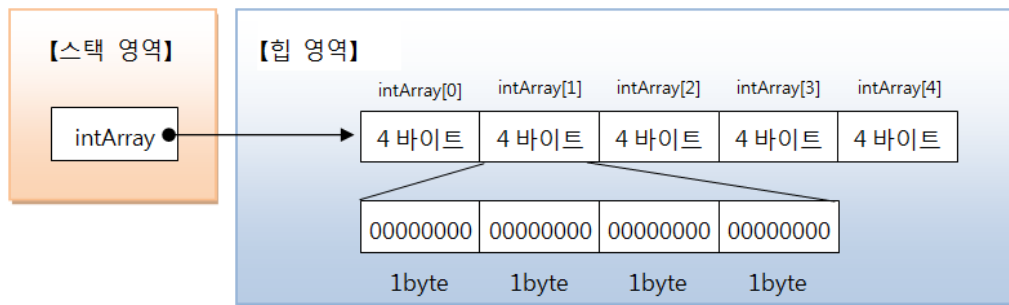 【스택 영역】
【힙 영역】
intArray[0] intArray[1] intArray[2] intArray[3] intArray[4]
intArray
4 바이트 4 바이트 4 바이트 4 바이트 4 바이트
00000000 00000000 00000000 00000000
1byte 1byte 1byte 1byte